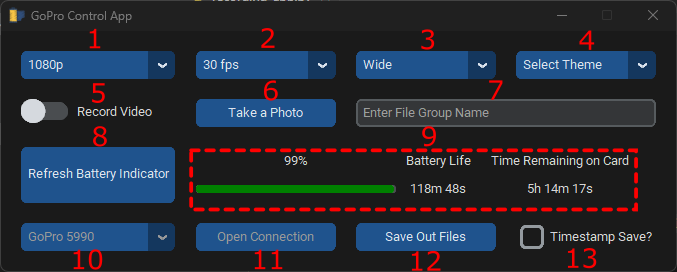 GoPro Control App
1 2 3 4
1080p 30 fps Wide Select Theme
5 6 7
Record Video Take a Photo Enter File Group Name
8 9
99% Battery Life Time Remaining on Card
Refresh Battery Indicator
118m 48s 5h 14m 17s
GoPro 5990 Open Connection Save Out Files Timestamp Save?
10 11 12 13